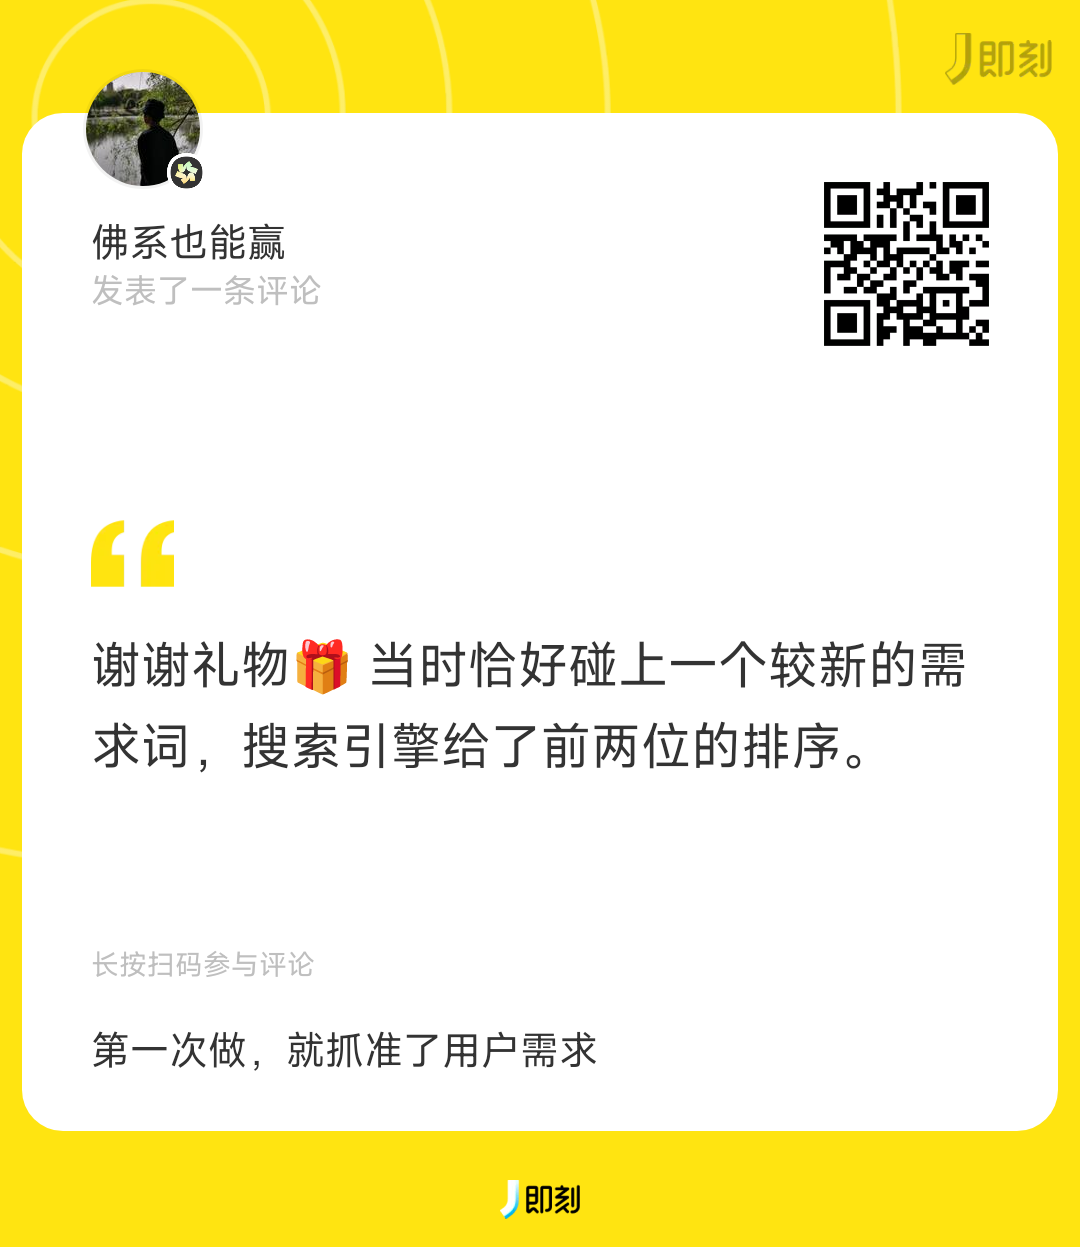 即刻
佛系也能赢
发表了一条评论
谢谢礼物🎁 当时恰好碰上一个较新的需
求词，搜索引擎给了前两位的排序。
长按扫码参与评论
第一次做，就抓准了用户需求
即刻